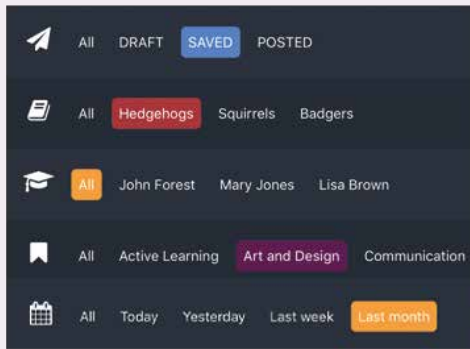 All DRAFT SAVED POSTED
All Hedgehogs Squirrels Badgers
All John Forest Mary Jones Lisa Brown
All Active Learning Art and Design Communication
All Today Yesterday Last week Last month